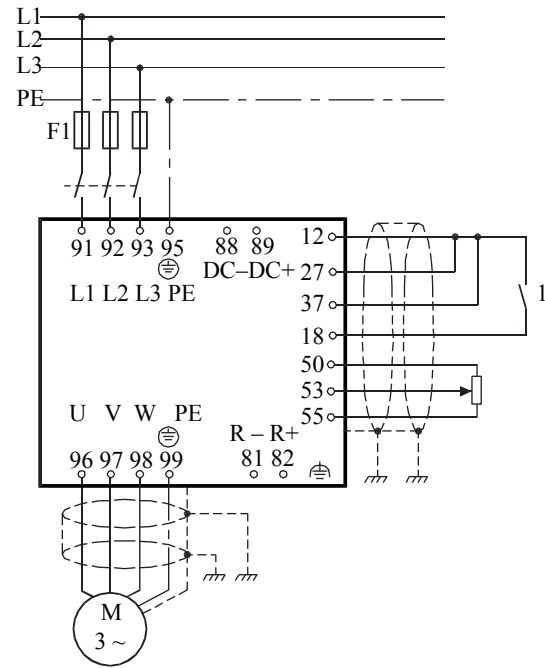 L1
L2
L3
PE
F1
91 92 93 95 88 89 12
DC–DC+ 27
L1 L2 L3 PE
37
1
18
50
53
55
U V W PE
R – R+
96 97 98 99 81 82
M
3 ~